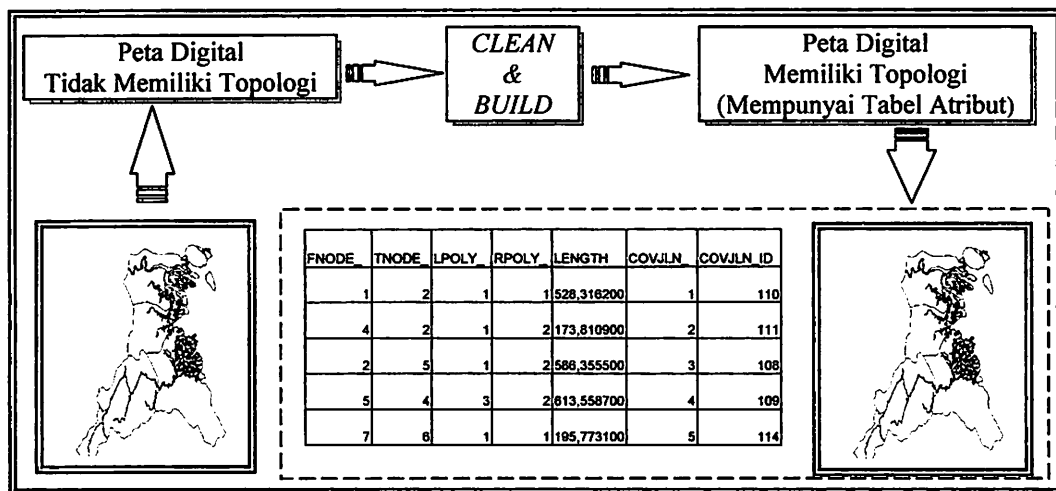 Peta Digital
Tidak Memiliki Topologi
CLEAN
&
BUILD
Peta Digital
Memiliki Topologi
(Mempunyai Tabel Atribut)
FNODE_ TNODE_ LPOLY_ RPOLY_ LENGTH COVJLN_ COVJLN_ID
1 2 1 1 528,316200 1 110
4 2 1 2 173,810900 2 111
2 5 1 2 586,355500 3 108
5 4 3 2 613,558700 4 109
7 6 1 1 195,773100 5 114